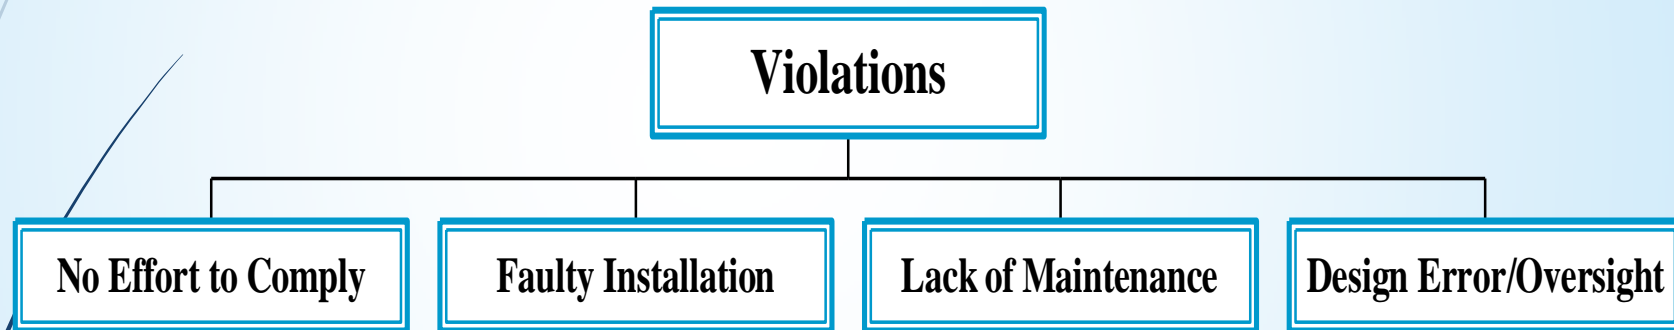 Violations
No Effort to Comply
Faulty Installation
Lack of Maintenance
Design Error/Oversight